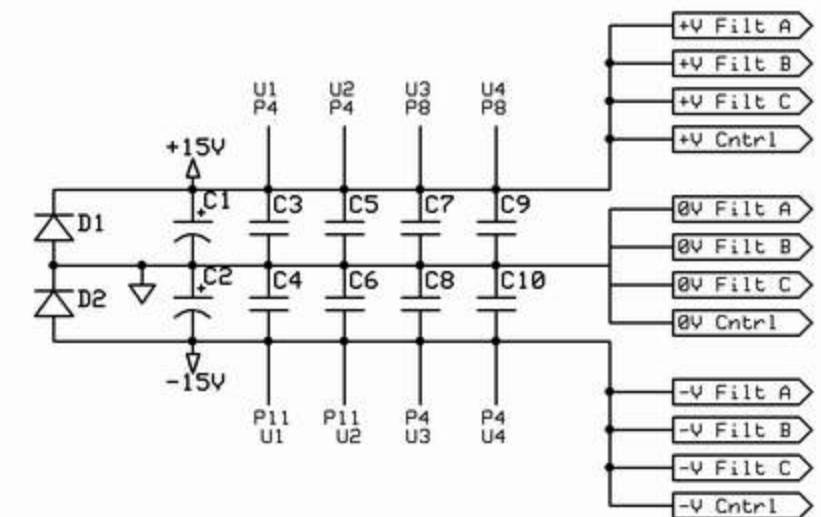 +V Filt A
+V Filt B
U1 U2 U3 U4
P4 P4 P8 P8
+V Filt C
+V Cntrl
+15V
C1 C3 C5 C7 C9
0V Filt A
D1
0V Filt B
C2 C4 C6 C8 C10
0V Filt C
D2
0V Cntrl
-15V
-V Filt A
P11 P11 P4 P4
U1 U2 U3 U4
-V Filt B
-V Filt C
-V Cntrl